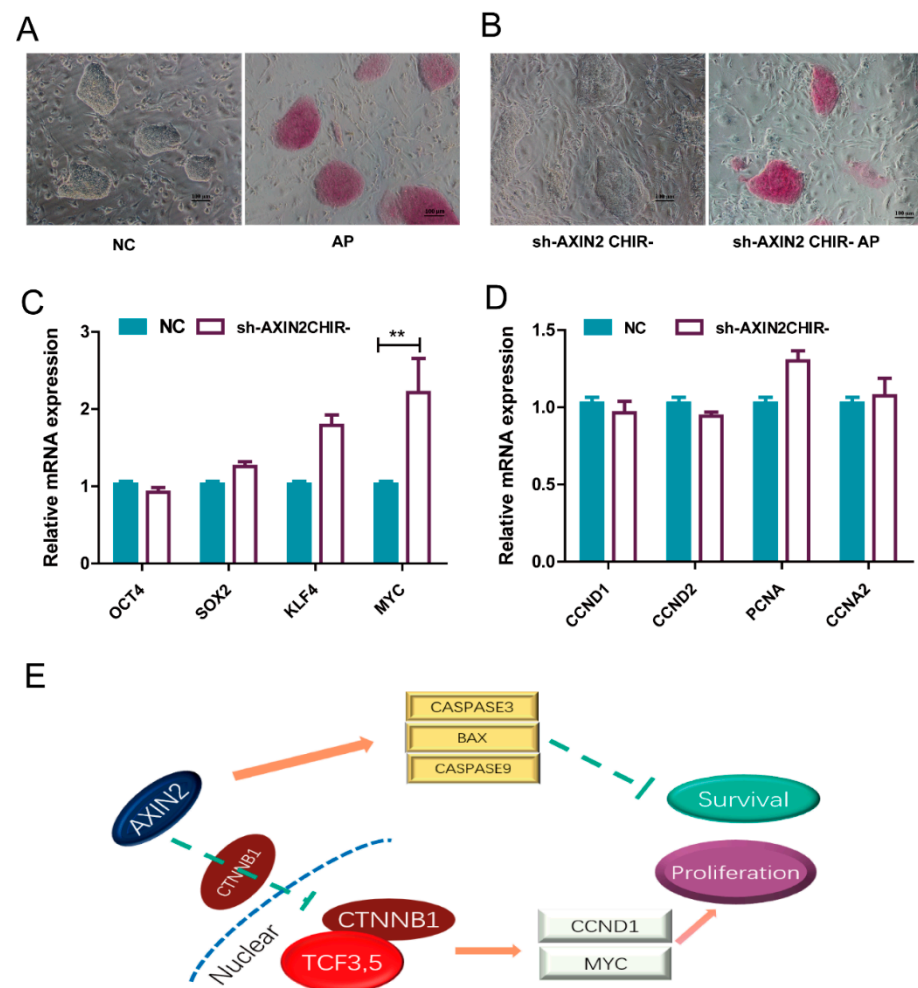 A
B
100 μm
100 μm
100 μm
100 μm
NC
AP
sh-AXIN2 CHIR-
sh-AXIN2 CHIR- AP
C
NC
sh-AXIN2CHIR-
Relative mRNA expression
3
2
1
0
**
OCT4
SOX2
KLF4
MYC
D
NC
sh-AXIN2CHIR-
Relative mRNA expression
1.5
1.0
0.5
0.0
CCND1
CCND2
PCNA
CCNA2
E
CASPASE3
BAX
CASPASE9
AXIN2
Survival
CTNNB1
Proliferation
Nuclear
CTNNB1
TCF3,5
CCND1
MYC